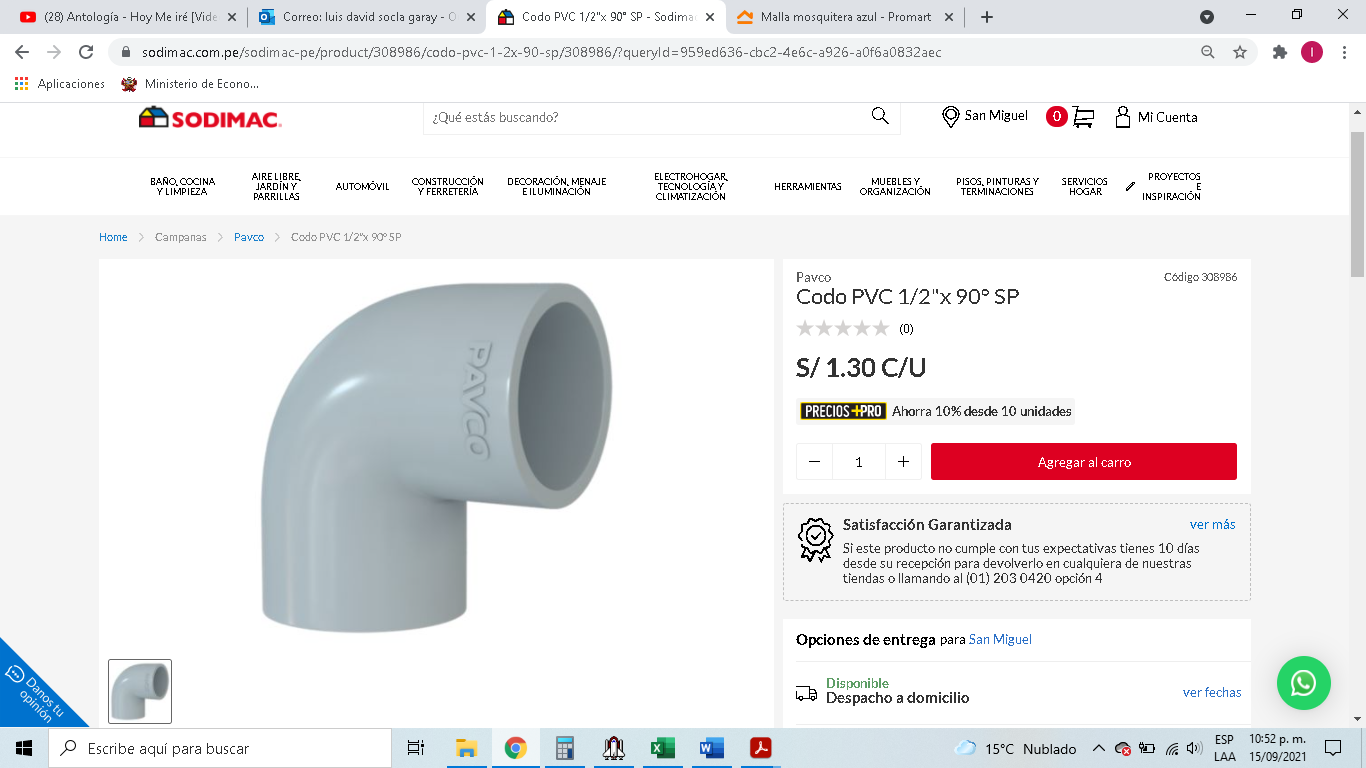 (28) Antología - Hoy Me iré [Vide
Correo: luis david socla garay - O
Codo PVC 1/2"x 90° SP - Sodima
Malla mosquitera azul - Promart
sodimac.com.pe/sodimac-pe/product/308986/codo-pvc-1-2x-90-sp/308986/?queryId=959ed636-cbc2-4e6c-a926-a0f6a0832aec
I
Aplicaciones
Ministerio de Econo...
SODIMAC
¿Qué estás buscando?
San Miguel
0
Mi Cuenta
BAÑO, COCINA
Y LIMPIEZA
AIRE LIBRE,
JARDÍN Y
PARRILLAS
AUTOMÓVIL
CONSTRUCCIÓN
Y FERRETERÍA
DECORACIÓN, MENAJE
E ILUMINACIÓN
ELECTROHOGAR,
TECNOLOGÍA Y
CLIMATIZACIÓN
HERRAMIENTAS
MUEBLES Y
ORGANIZACIÓN
PISOS, PINTURAS Y
TERMINACIONES
SERVICIOS
HOGAR
PROYECTOS
E
INSPIRACIÓN
Home
Campanas
Pavco
Codo PVC 1/2"x 90° SP
PAVCO
Pavco
Código 308986
Codo PVC 1/2"x 90° SP
(0)
S/ 1.30 C/U
PRECIOS+PRO Ahorra 10% desde 10 unidades
1
Agregar al carro
Satisfacción Garantizada
ver más
Si este producto no cumple con tus expectativas tienes 10 días
desde su recepción para devolverlo en cualquiera de nuestras
tiendas o llamando al (01) 203 0420 opción 4
Opciones de entrega para San Miguel
Disponible
Despacho a domicilio
ver fechas
Danos tu
opinión
Escribe aquí para buscar
15°C Nublado
ESP
LAA
10:52 p. m.
15/09/2021